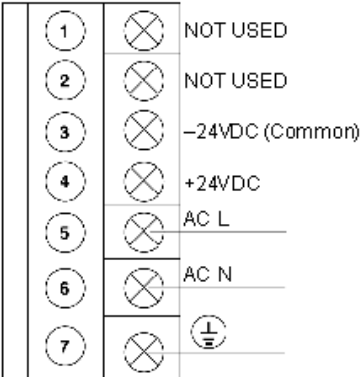 1 NOT USED
2 NOT USED
3 –24VDC (Common)
4 +24VDC
5 AC L
6 AC N
7